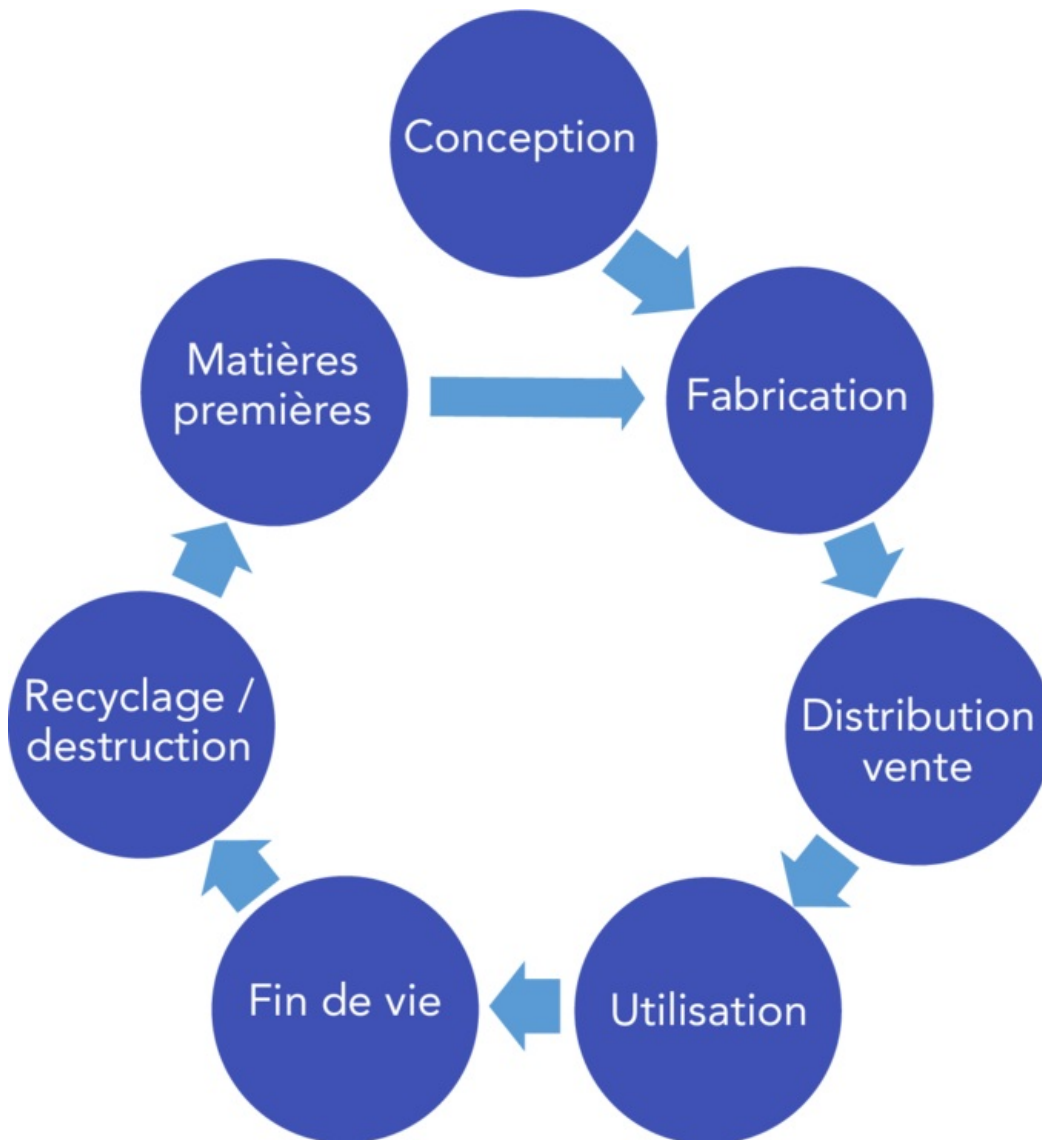 Conception
Matières
premières
Fabrication
Recyclage /
destruction
Distribution
vente
Fin de vie
Utilisation